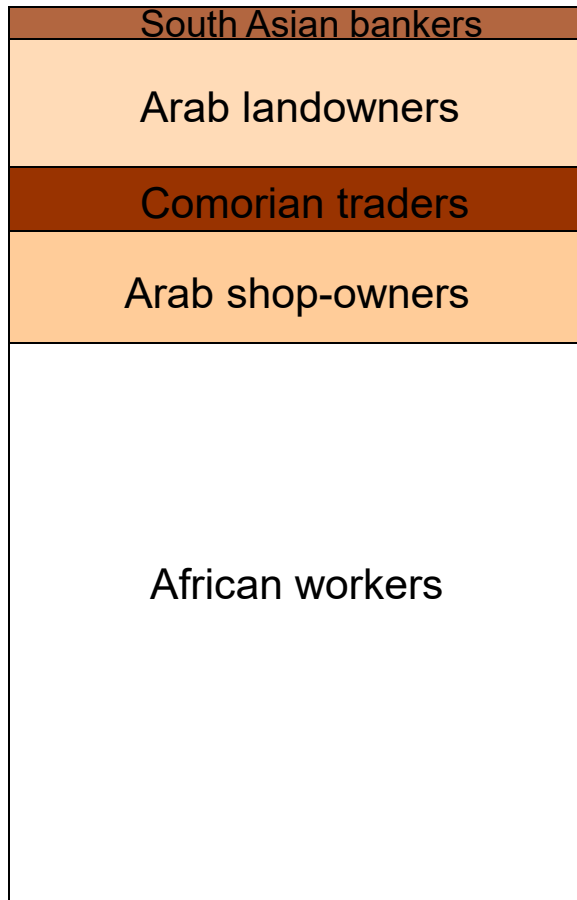 South Asian bankers
Arab landowners
Comorian traders
Arab shop-owners
African workers